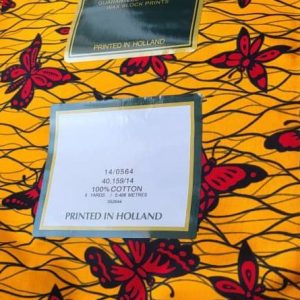 WAX BLOCK PRINTS
PRINTED IN HOLLAND
14/0564
40.159/14
100% COTTON
6 YARDS / 5.486 METRES
PRINTED IN HOLLAND